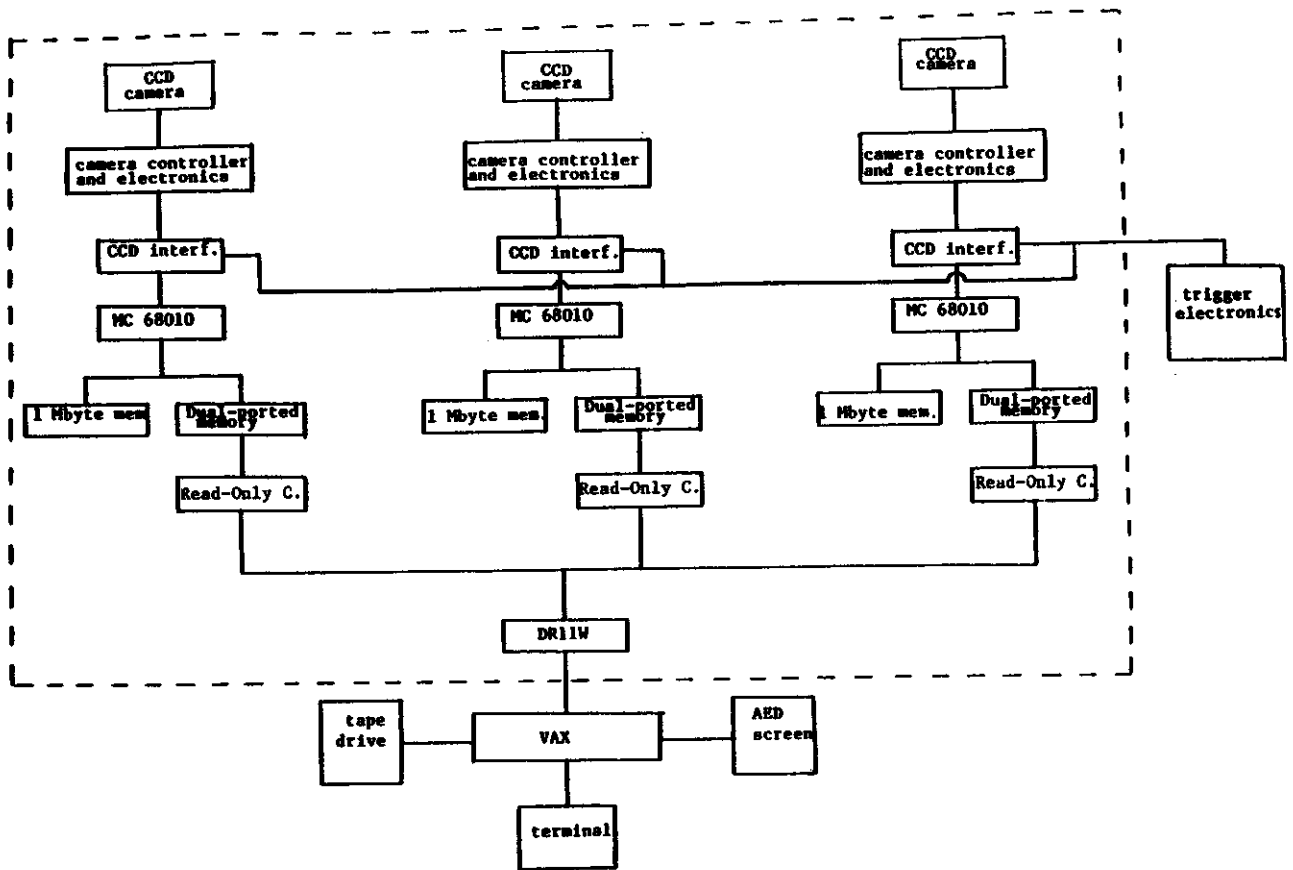 CCD
camera
CCD
camera
CCD
camera
camera controller
and electronics
camera controller
and electronics
camera controller
and electronics
CCD interf.
CCD interf.
CCD interf.
trigger
electronics
MC 68010
MC 68010
MC 68010
1 Mbyte mem.
Dual-ported
memory
1 Mbyte mem.
Dual-ported
memory
1 Mbyte mem.
Dual-ported
memory
Read-Only C.
Read-Only C.
Read-Only C.
DR11W
tape
drive
VAX
AED
screen
terminal